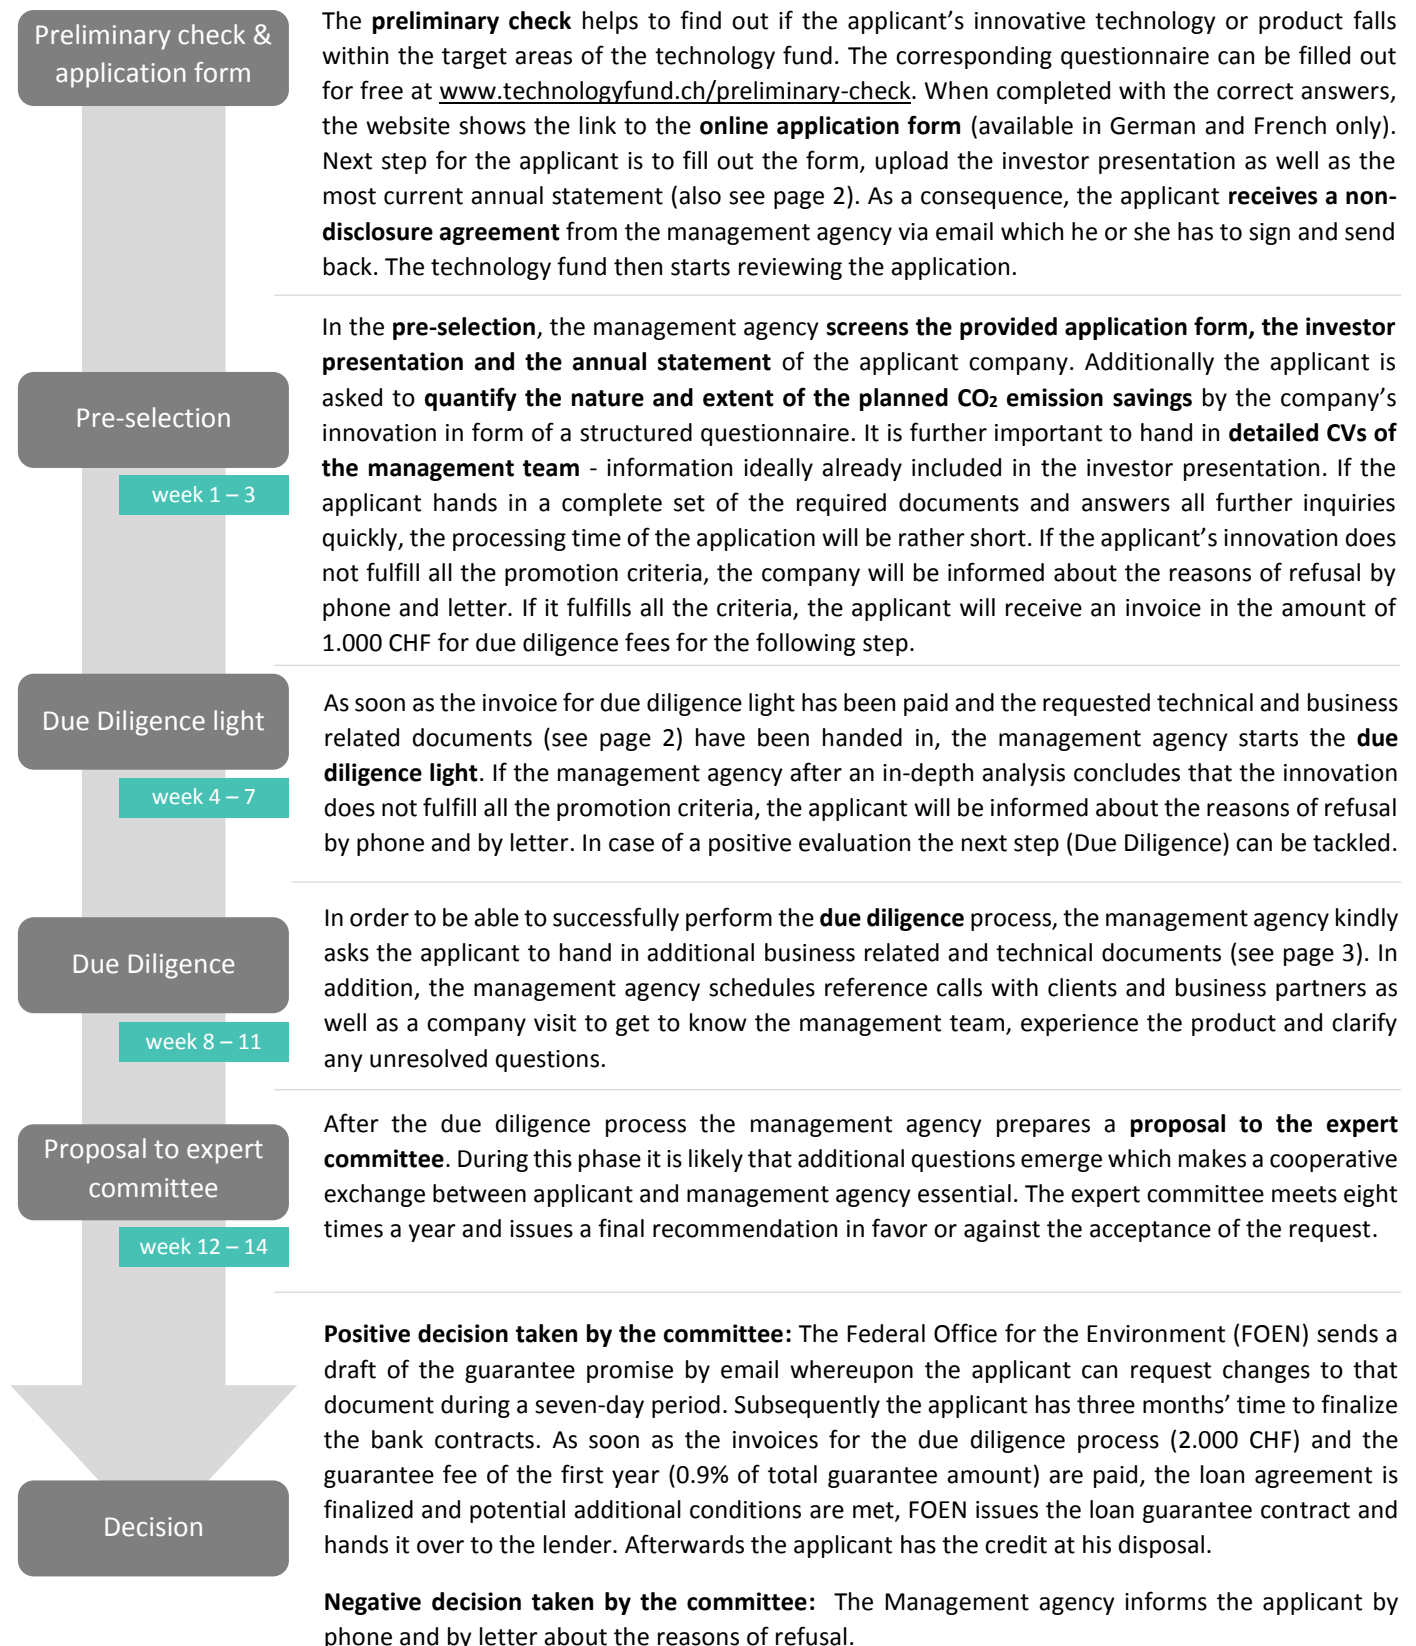 Preliminary check &
application form
The preliminary check helps to find out if the applicant’s innovative technology or product falls
within the target areas of the technology fund. The corresponding questionnaire can be filled out
for free at www.technologyfund.ch/preliminary-check. When completed with the correct answers,
the website shows the link to the online application form (available in German and French only).
Next step for the applicant is to fill out the form, upload the investor presentation as well as the
most current annual statement (also see page 2). As a consequence, the applicant receives a non-
disclosure agreement from the management agency via email which he or she has to sign and send
back. The technology fund then starts reviewing the application.
Pre-selection
week 1 – 3
In the pre-selection, the management agency screens the provided application form, the investor
presentation and the annual statement of the applicant company. Additionally the applicant is
asked to quantify the nature and extent of the planned CO2 emission savings by the company’s
innovation in form of a structured questionnaire. It is further important to hand in detailed CVs of
the management team - information ideally already included in the investor presentation. If the
applicant hands in a complete set of the required documents and answers all further inquiries
quickly, the processing time of the application will be rather short. If the applicant’s innovation does
not fulfill all the promotion criteria, the company will be informed about the reasons of refusal by
phone and letter. If it fulfills all the criteria, the applicant will receive an invoice in the amount of
1.000 CHF for due diligence fees for the following step.
Due Diligence light
week 4 – 7
As soon as the invoice for due diligence light has been paid and the requested technical and business
related documents (see page 2) have been handed in, the management agency starts the due
diligence light. If the management agency after an in-depth analysis concludes that the innovation
does not fulfill all the promotion criteria, the applicant will be informed about the reasons of refusal
by phone and by letter. In case of a positive evaluation the next step (Due Diligence) can be tackled.
Due Diligence
week 8 – 11
In order to be able to successfully perform the due diligence process, the management agency kindly
asks the applicant to hand in additional business related and technical documents (see page 3). In
addition, the management agency schedules reference calls with clients and business partners as
well as a company visit to get to know the management team, experience the product and clarify
any unresolved questions.
Proposal to expert
committee
week 12 – 14
After the due diligence process the management agency prepares a proposal to the expert
committee. During this phase it is likely that additional questions emerge which makes a cooperative
exchange between applicant and management agency essential. The expert committee meets eight
times a year and issues a final recommendation in favor or against the acceptance of the request.
Decision
Positive decision taken by the committee: The Federal Office for the Environment (FOEN) sends a
draft of the guarantee promise by email whereupon the applicant can request changes to that
document during a seven-day period. Subsequently the applicant has three months’ time to finalize
the bank contracts. As soon as the invoices for the due diligence process (2.000 CHF) and the
guarantee fee of the first year (0.9% of total guarantee amount) are paid, the loan agreement is
finalized and potential additional conditions are met, FOEN issues the loan guarantee contract and
hands it over to the lender. Afterwards the applicant has the credit at his disposal.
Negative decision taken by the committee: The Management agency informs the applicant by
phone and by letter about the reasons of refusal.